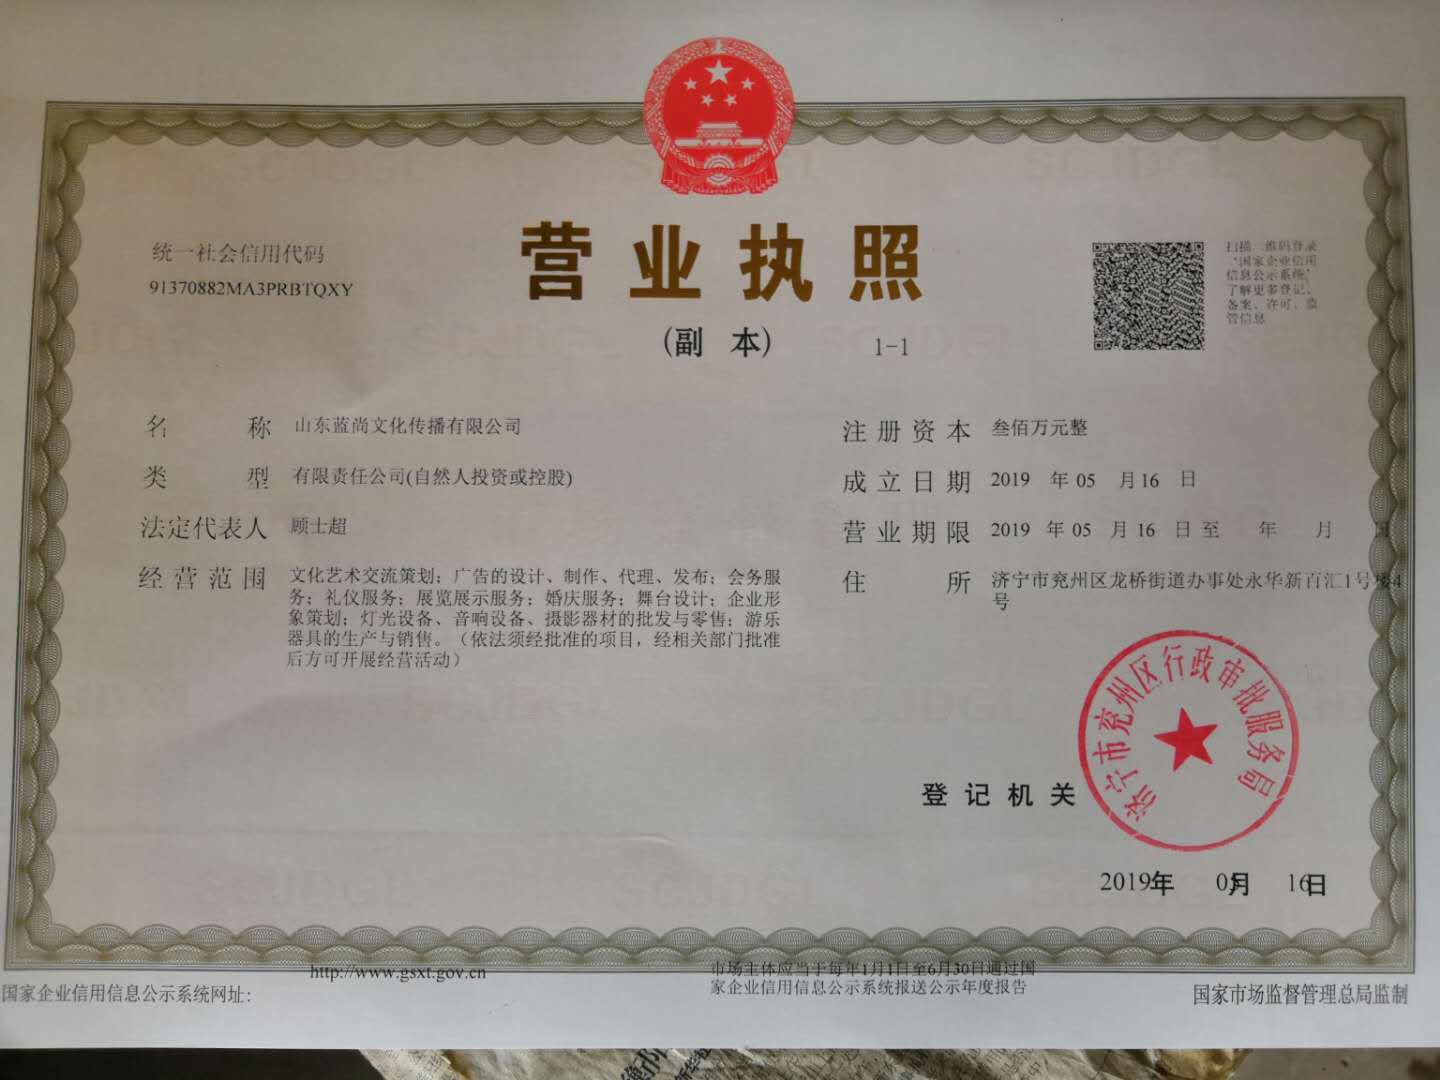 营业执照
(副 本)
1-1
统一社会信用代码
91370882MA3PRBTQXY
扫描二维码登录
'国家企业信用
信息公示系统'
了解更多登记、
备案、许可、监
管信息
名 称 山东蓝尚文化传播有限公司
类 型 有限责任公司(自然人投资或控股)
法定代表人 顾士超
经营范围 文化艺术交流策划；广告的设计、制作、代理、发布；会务服
务；礼仪服务；展览展示服务；婚庆服务；舞台设计；企业形
象策划；灯光设备、音响设备、摄影器材的批发与零售；游乐
器具的生产与销售。（依法须经批准的项目，经相关部门批准
后方可开展经营活动）
注册资本 叁佰万元整
成立日期 2019 年 05 月 16 日
营业期限 2019 年 05 月 16 日 至 年 月 日
住 所 济宁市兖州区龙桥街道办事处永华新百汇1号楼4
号
济宁市兖州区行政审批服务局
登记机关
2019年 05月 16日
http://www.gsxt.gov.cn
国家企业信用信息公示系统网址：
市场主体应当于每年1月1日至6月30日通过国
家企业信用信息公示系统报送公示年度报告
国家市场监督管理总局监制